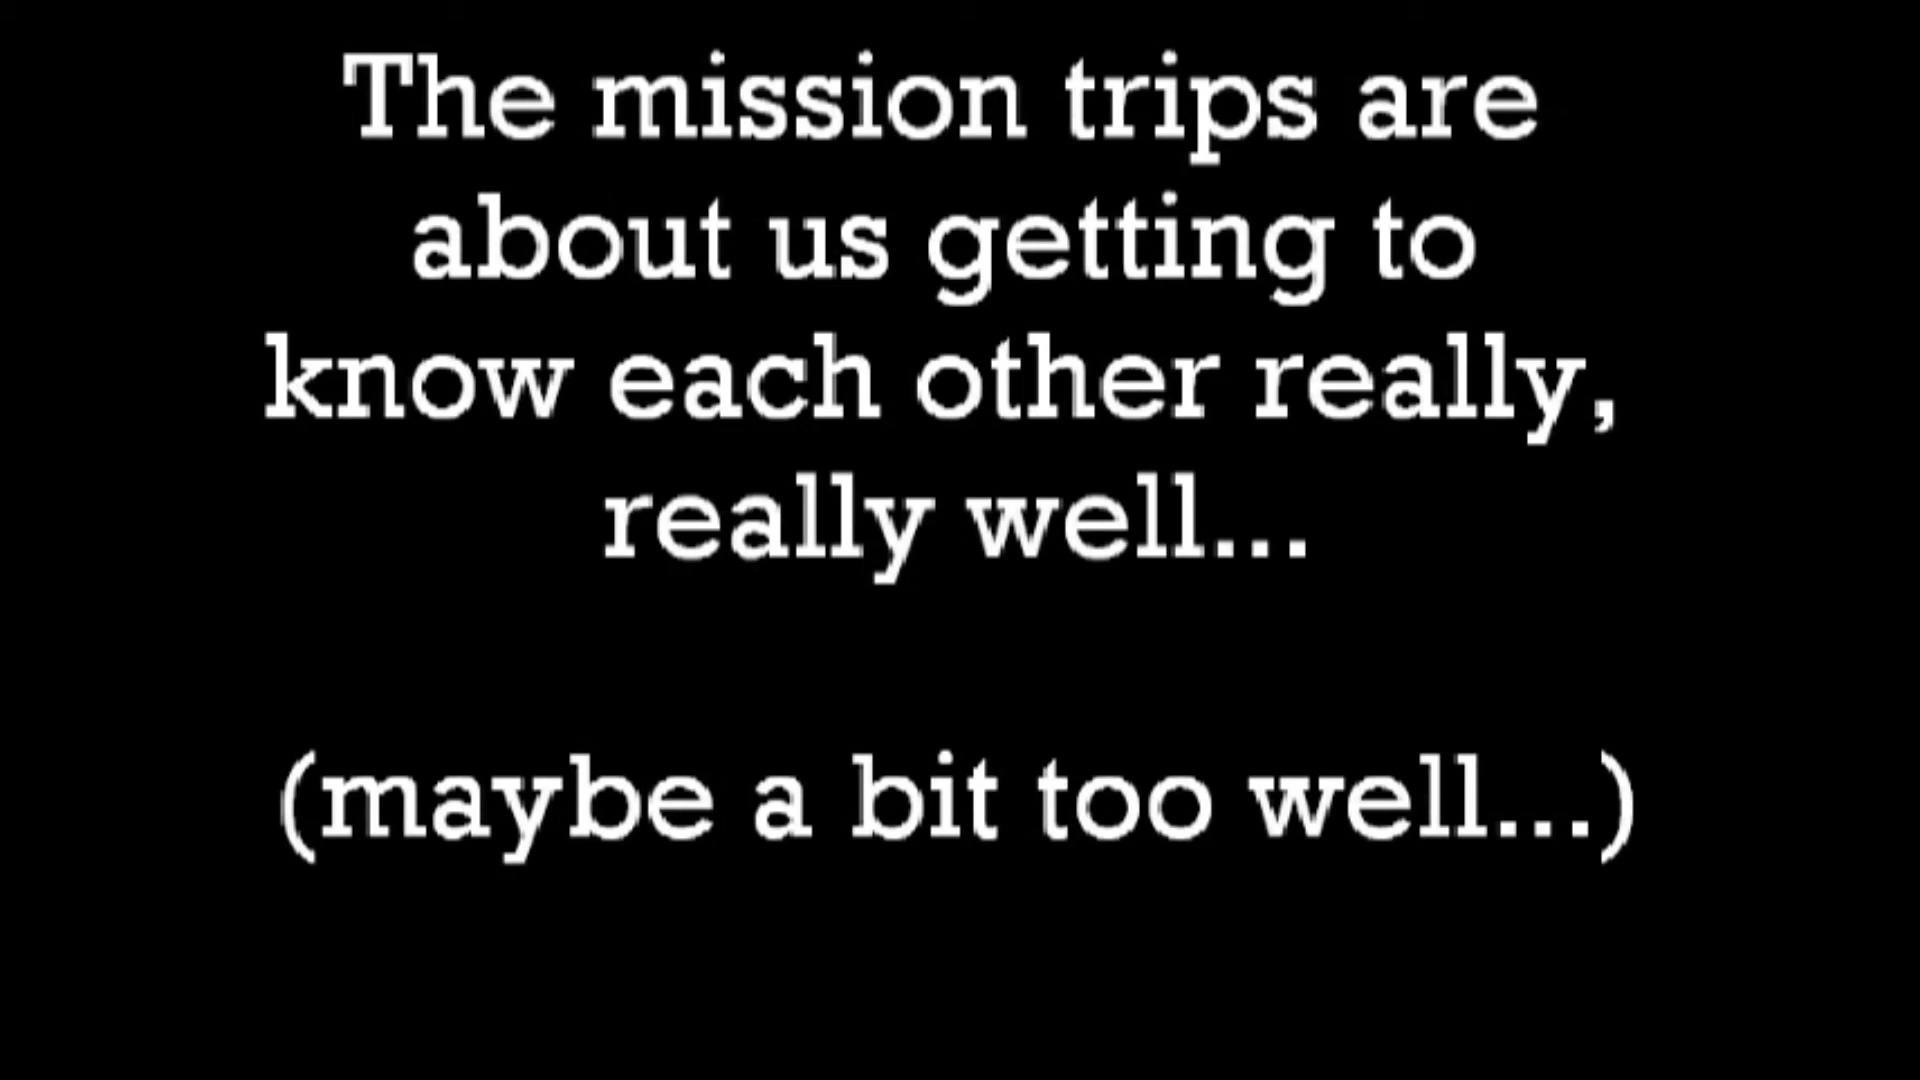 The mission trips are
about us getting to
know each other really,
really well...
(maybe a bit too well...)